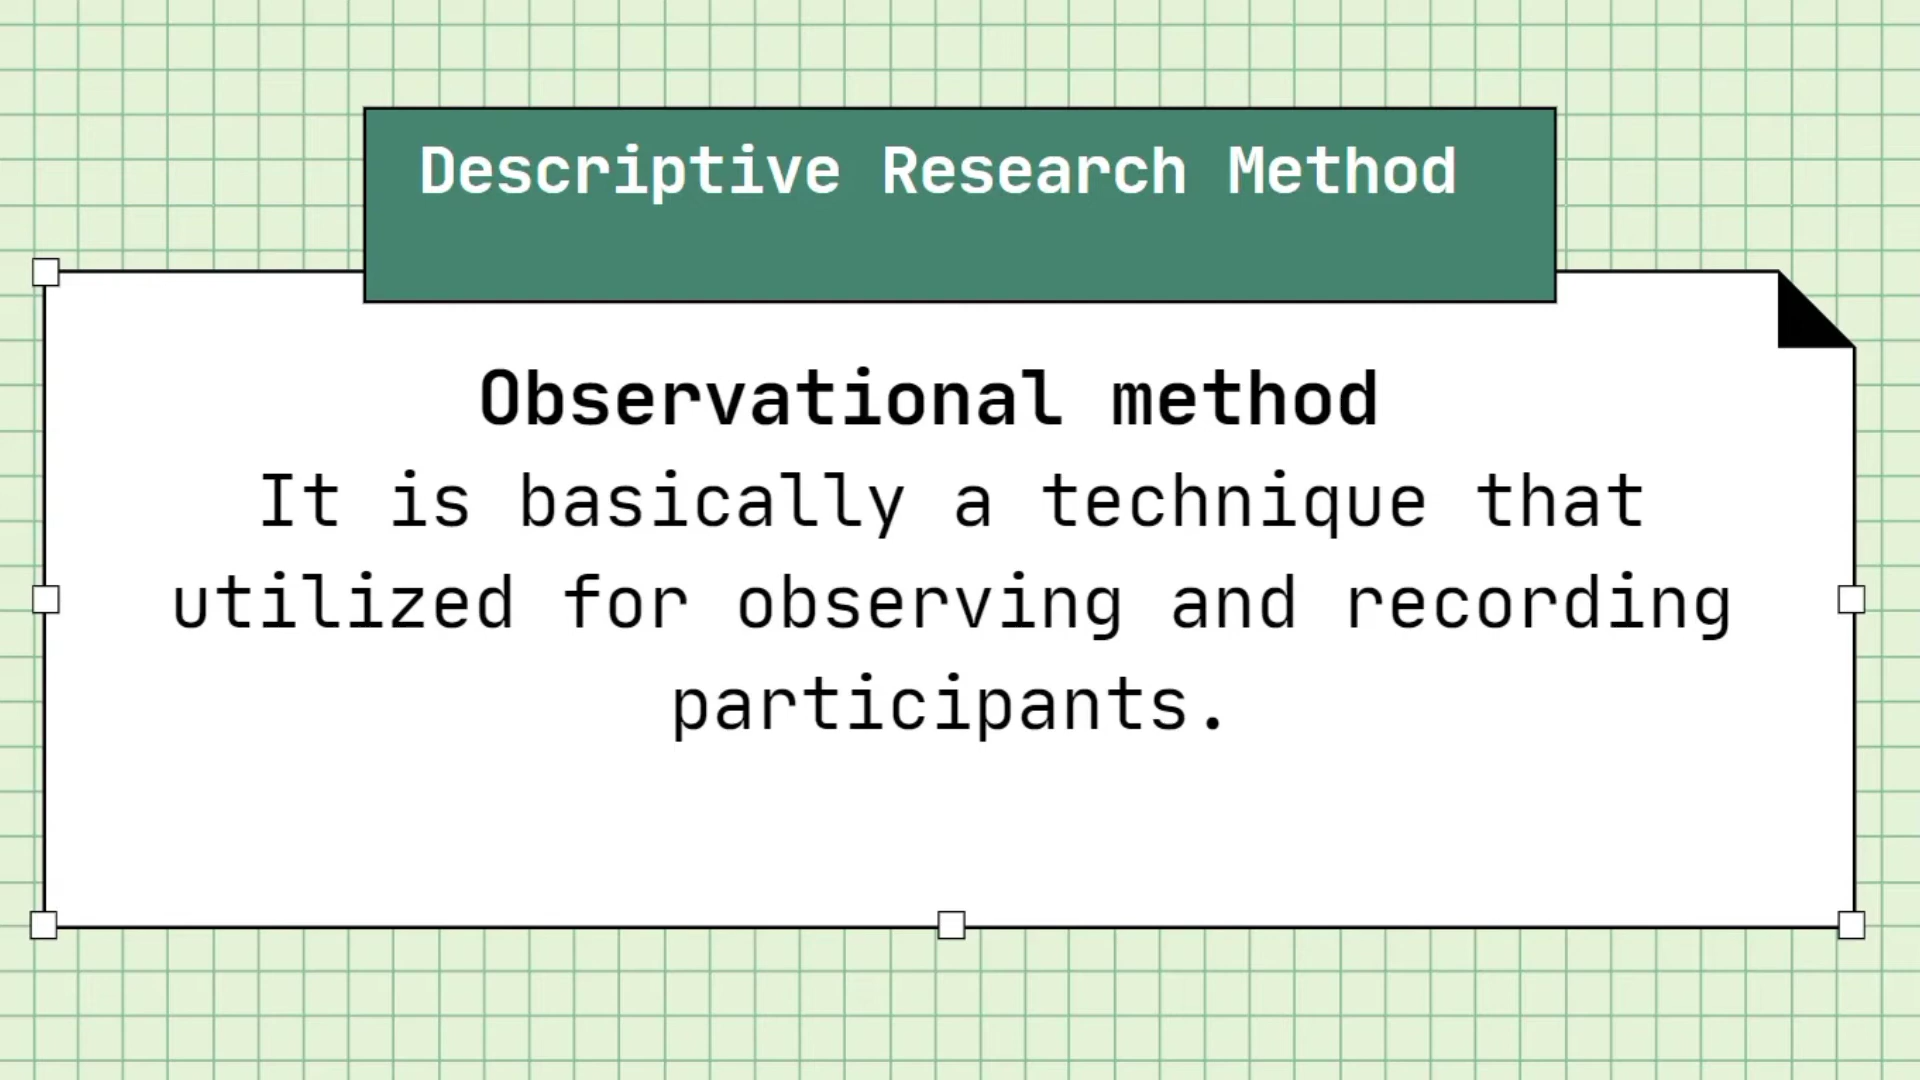 Descriptive Research Method
Observational method
It is basically a technique that
utilized for observing and recording
participants.